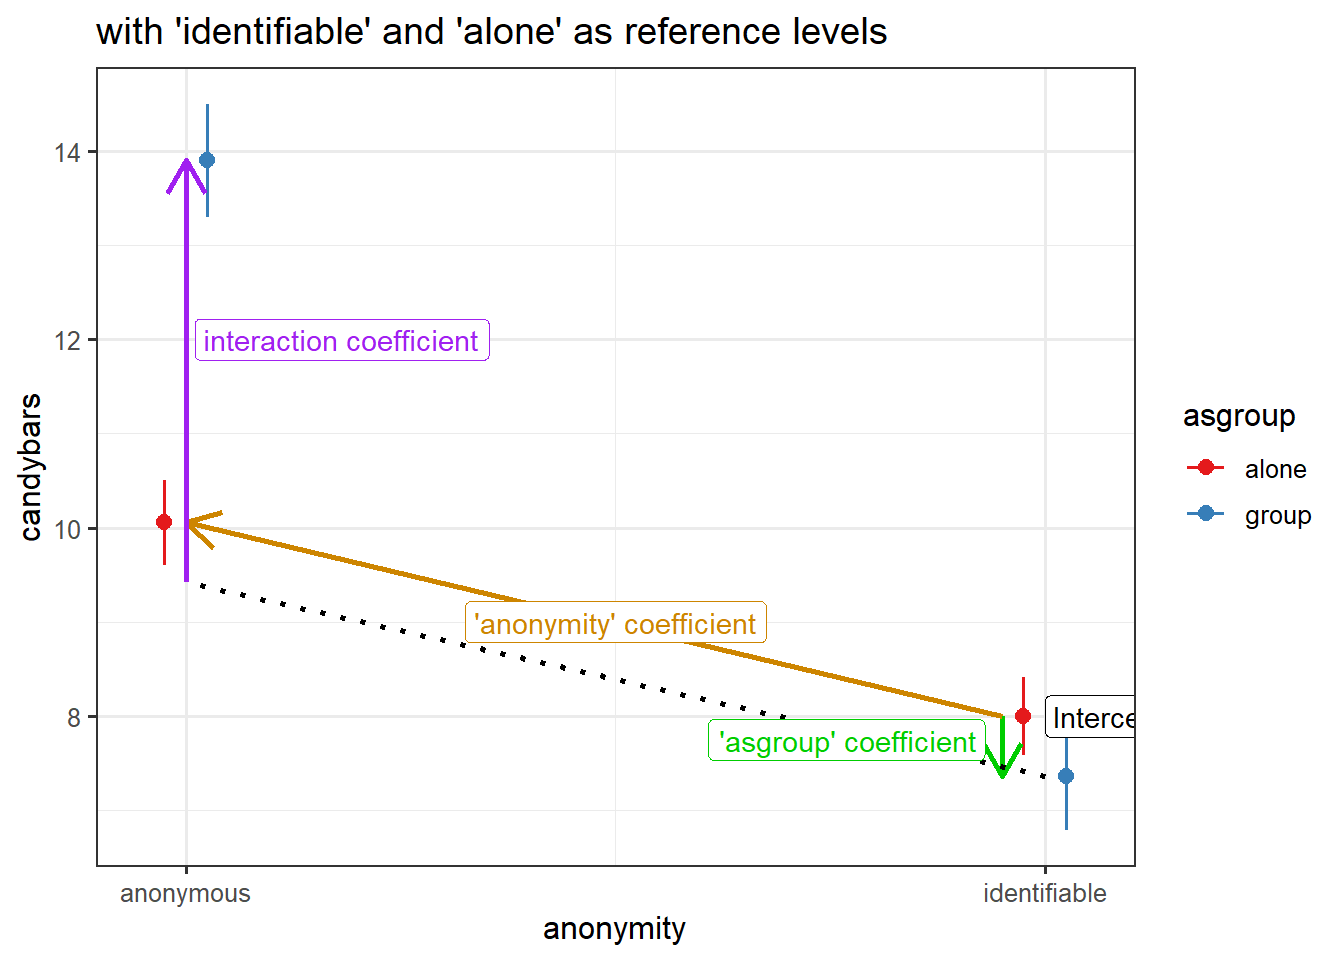 with 'identifiable' and 'alone' as reference levels
14
12
10
8
candybars
interaction coefficient
'anonymity' coefficient
'asgroup' coefficient
Interce
anonymous
identifiable
anonymity
asgroup
alone
group